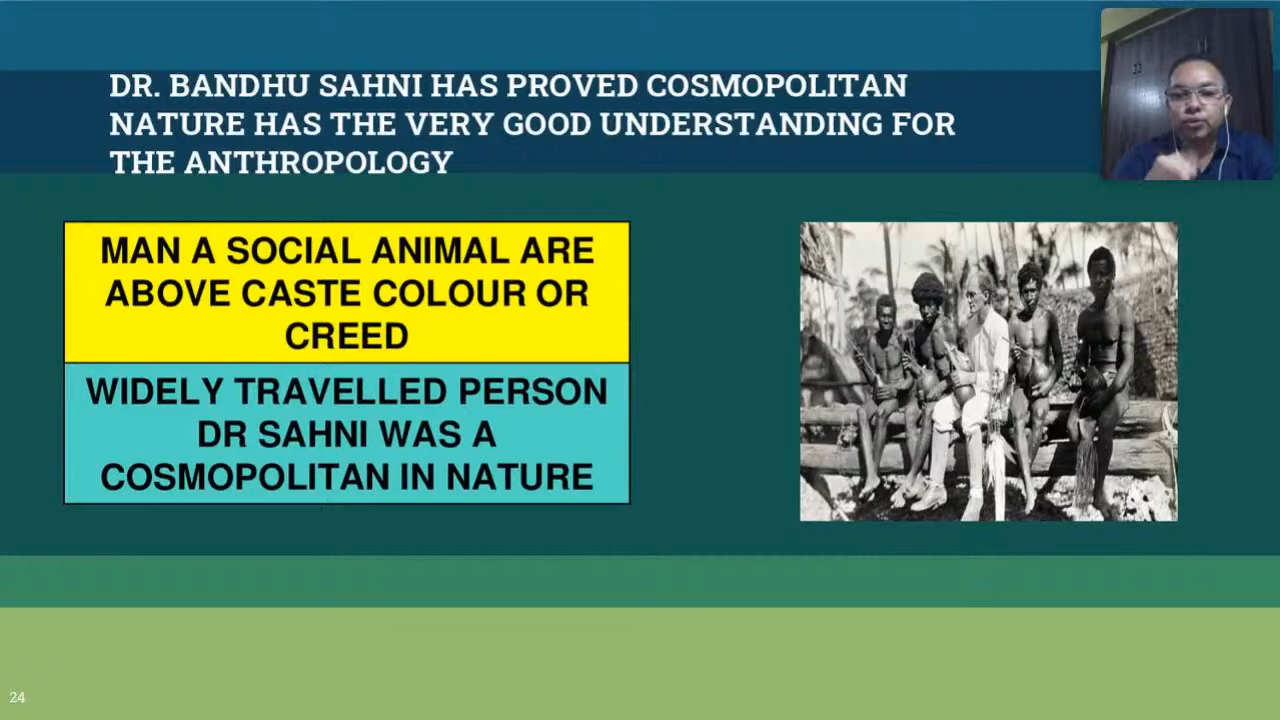 DR. BANDHU SAHNI HAS PROVED COSMOPOLITAN
NATURE HAS THE VERY GOOD UNDERSTANDING FOR
THE ANTHROPOLOGY
MAN A SOCIAL ANIMAL ARE
ABOVE CASTE COLOUR OR
CREED
WIDELY TRAVELLED PERSON
DR SAHNI WAS A
COSMOPOLITAN IN NATURE
24